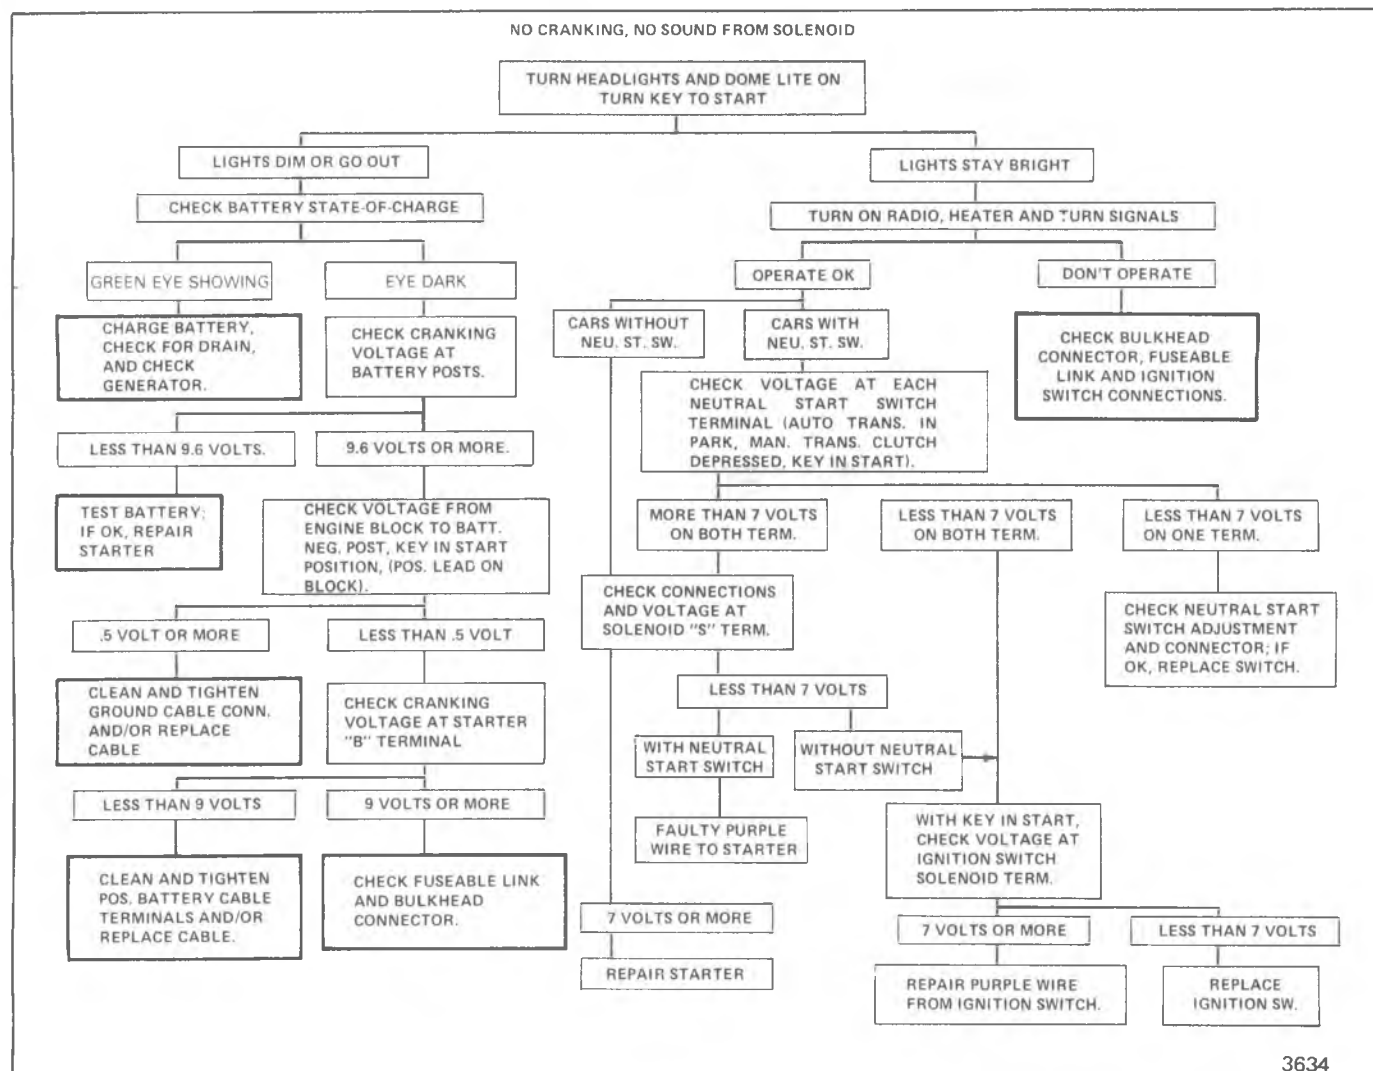 NO CRANKING, NO SOUND FROM SOLENOID
TURN HEADLIGHTS AND DOME LITE ON
TURN KEY TO START
LIGHTS DIM OR GO OUT
LIGHTS STAY BRIGHT
CHECK BATTERY STATE-OF-CHARGE
TURN ON RADIO, HEATER AND TURN SIGNALS
GREEN EYE SHOWING
EYE DARK
OPERATE OK
DON'T OPERATE
CHARGE BATTERY,
CHECK FOR DRAIN,
AND CHECK
GENERATOR.
CHECK CRANKING
VOLTAGE AT
BATTERY POSTS.
CARS WITHOUT
NEU. ST. SW.
CARS WITH
NEU. ST. SW.
CHECK BULKHEAD
CONNECTOR, FUSEABLE
LINK AND IGNITION
SWITCH CONNECTIONS.
CHECK VOLTAGE AT EACH
NEUTRAL START SWITCH
TERMINAL (AUTO TRANS. IN
PARK, MAN. TRANS. CLUTCH
DEPRESSED, KEY IN START).
LESS THAN 9.6 VOLTS.
9.6 VOLTS OR MORE.
TEST BATTERY;
IF OK, REPAIR
STARTER
CHECK VOLTAGE FROM
ENGINE BLOCK TO BATT.
NEG. POST, KEY IN START
POSITION, (POS. LEAD ON
BLOCK).
MORE THAN 7 VOLTS
ON BOTH TERM.
LESS THAN 7 VOLTS
ON BOTH TERM.
LESS THAN 7 VOLTS
ON ONE TERM.
CHECK CONNECTIONS
AND VOLTAGE AT
SOLENOID "S" TERM.
CHECK NEUTRAL START
SWITCH ADJUSTMENT
AND CONNECTOR; IF
OK, REPLACE SWITCH.
.5 VOLT OR MORE
LESS THAN .5 VOLT
CLEAN AND TIGHTEN
GROUND CABLE CONN.
AND/OR REPLACE
CABLE
CHECK CRANKING
VOLTAGE AT STARTER
"B" TERMINAL
LESS THAN 7 VOLTS
WITH NEUTRAL
START SWITCH
WITHOUT NEUTRAL
START SWITCH
LESS THAN 9 VOLTS
9 VOLTS OR MORE
FAULTY PURPLE
WIRE TO STARTER
WITH KEY IN START,
CHECK VOLTAGE AT
IGNITION SWITCH
SOLENOID TERM.
CLEAN AND TIGHTEN
POS. BATTERY CABLE
TERMINALS AND/OR
REPLACE CABLE.
CHECK FUSEABLE LINK
AND BULKHEAD
CONNECTOR.
7 VOLTS OR MORE
7 VOLTS OR MORE
LESS THAN 7 VOLTS
REPAIR STARTER
REPAIR PURPLE WIRE
FROM IGNITION SWITCH.
REPLACE
IGNITION SW.
3634